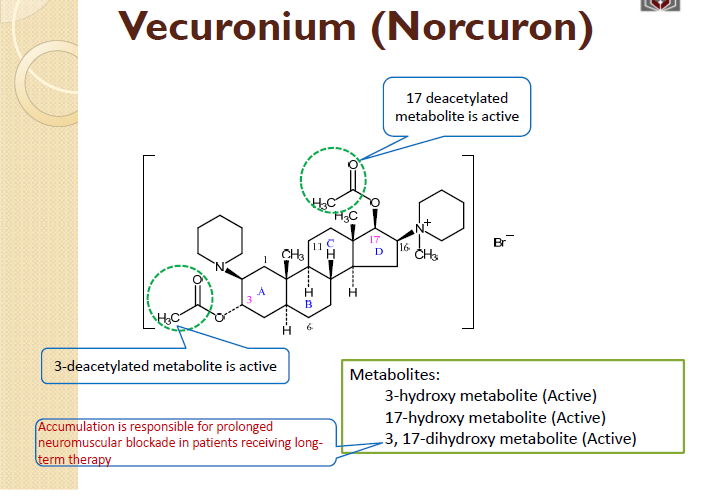 Vecuronium (Norcuron)
17 deacetylated
metabolite is active
O
H₃C
O
H₃C
N⁺
CH₃
Br⁻
17
16
D
C
11
H
CH₃
1
N
O
H₃C
O
3
A
H
B
H
H
6
3-deacetylated metabolite is active
Metabolites:
3-hydroxy metabolite (Active)
17-hydroxy metabolite (Active)
3, 17-dihydroxy metabolite (Active)
Accumulation is responsible for prolonged
neuromuscular blockade in patients receiving long-
term therapy